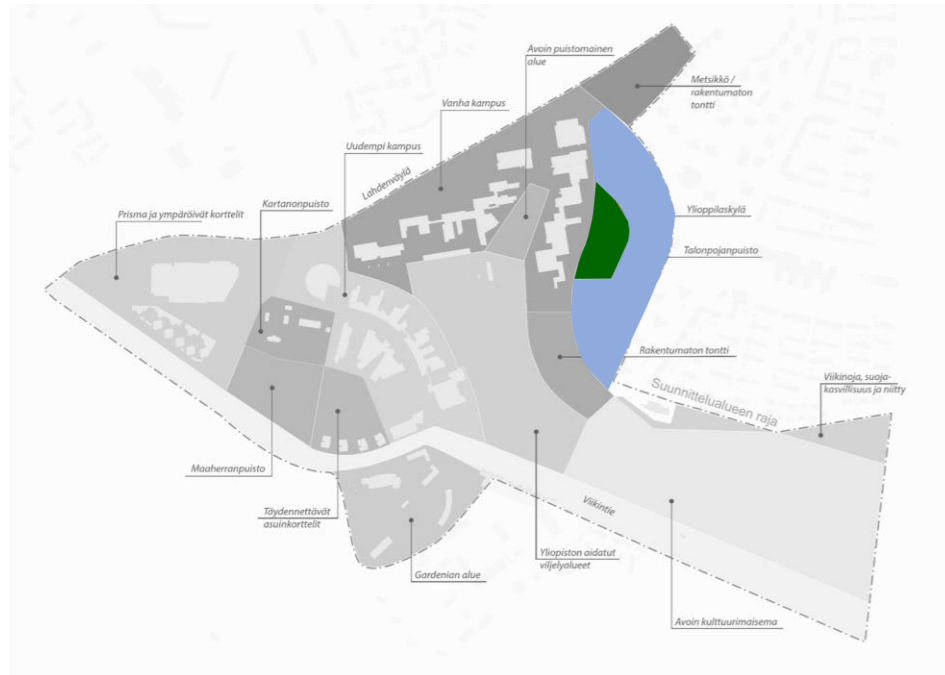 Avoin puistomainen
alue
Metsikkö /
rakentumaton
tontti
Vanha kampus
Uudempi kampus
Lahdenväylä
Kartanonpuisto
Prisma ja ympäröivät korttelit
Ylioppilaskylä
Talonpojanpuisto
Rakentumaton tontti
Suunnittelualueen raja
Viikinoja, suoja-
kasvillisuus ja niitty
Maaherranpuisto
Viikintie
Täydennettävät
asuinkorttelit
Yliopiston aidatut
viljelyalueet
Gardenian alue
Avoin kulttuurimaisema